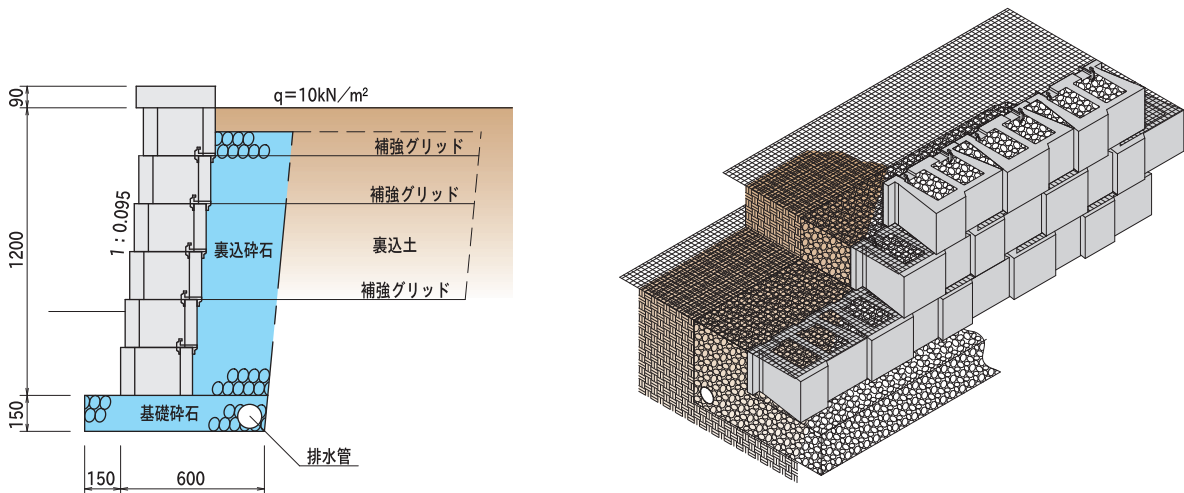 90
q=10kN/m²
補強グリッド
補強グリッド
1:0.095
1200
裏込砕石
裏込土
補強グリッド
150
基礎砕石
排水管
150
600